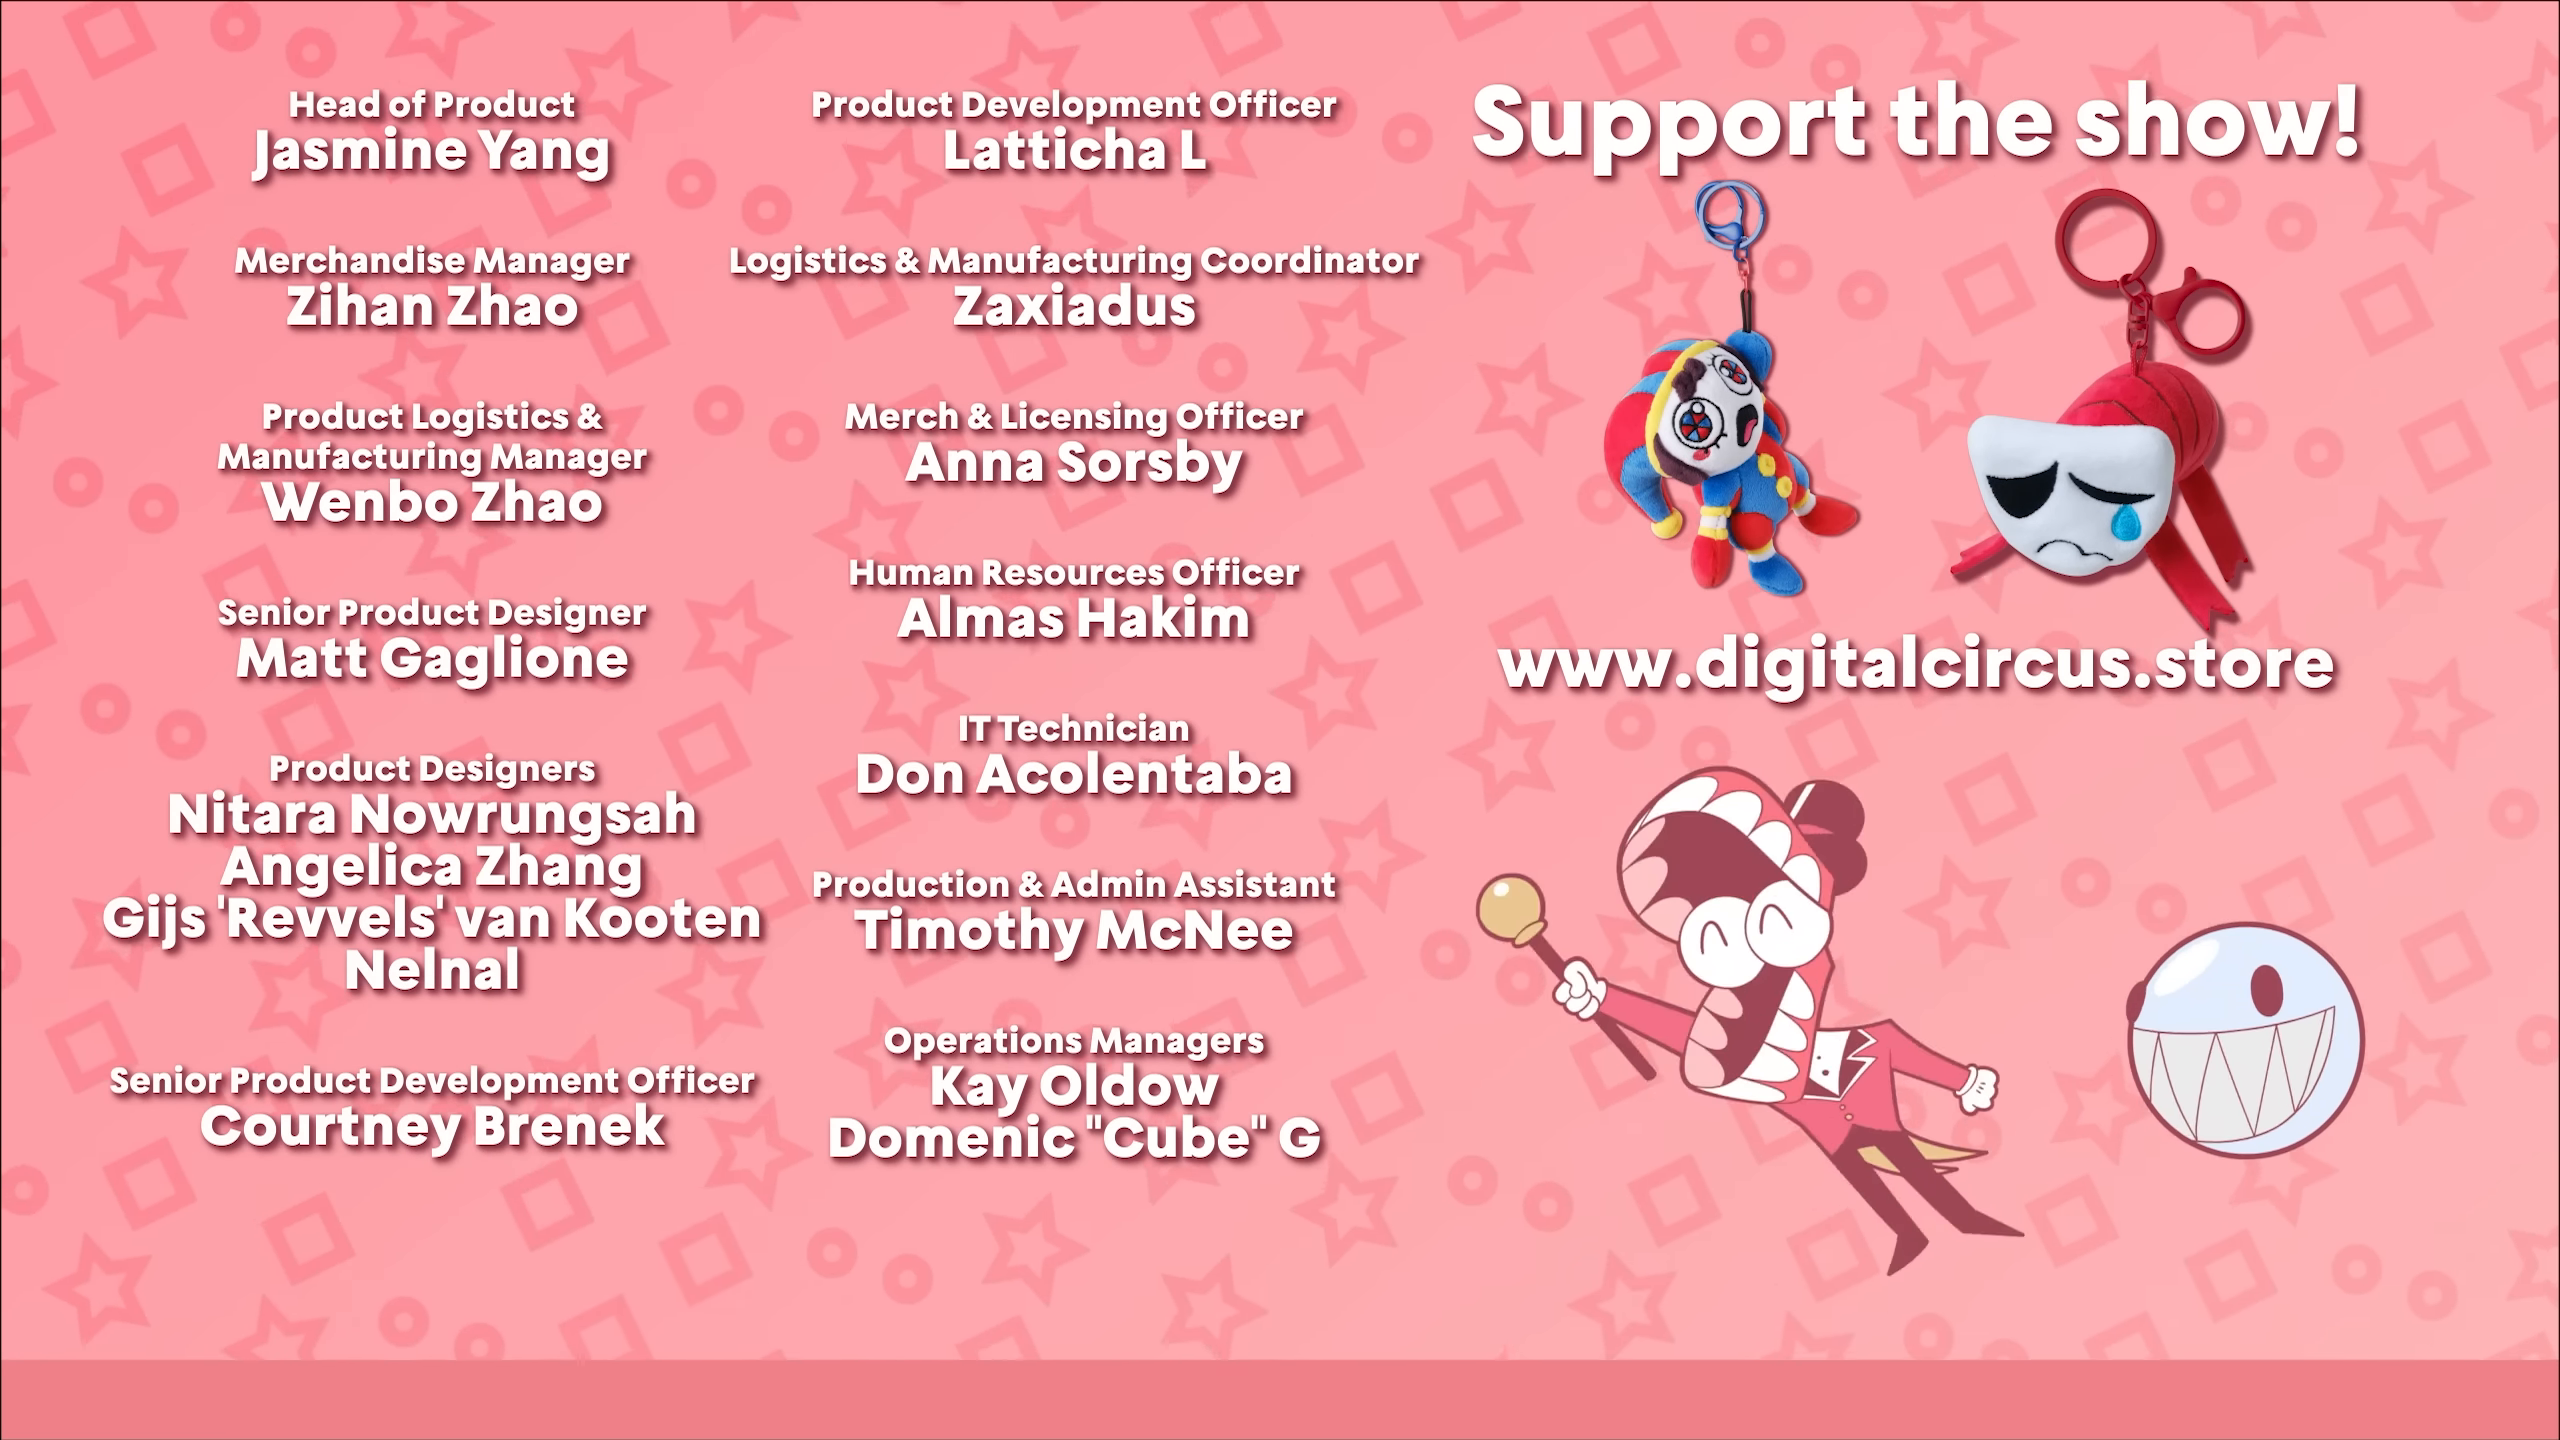 Head of Product
Jasmine Yang
Merchandise Manager
Zihan Zhao
Product Logistics &
Manufacturing Manager
Wenbo Zhao
Senior Product Designer
Matt Gaglione
Product Designers
Nitara Nowrungsah
Angelica Zhang
Gijs 'Revvels' van Kooten
Nelnal
Senior Product Development Officer
Courtney Brenek
Product Development Officer
Latticha L
Logistics & Manufacturing Coordinator
Zaxiadus
Merch & Licensing Officer
Anna Sorsby
Human Resources Officer
Almas Hakim
IT Technician
Don Acolentaba
Production & Admin Assistant
Timothy McNee
Operations Managers
Kay Oldow
Domenic "Cube" G
Support the show!
www.digitalcircus.store